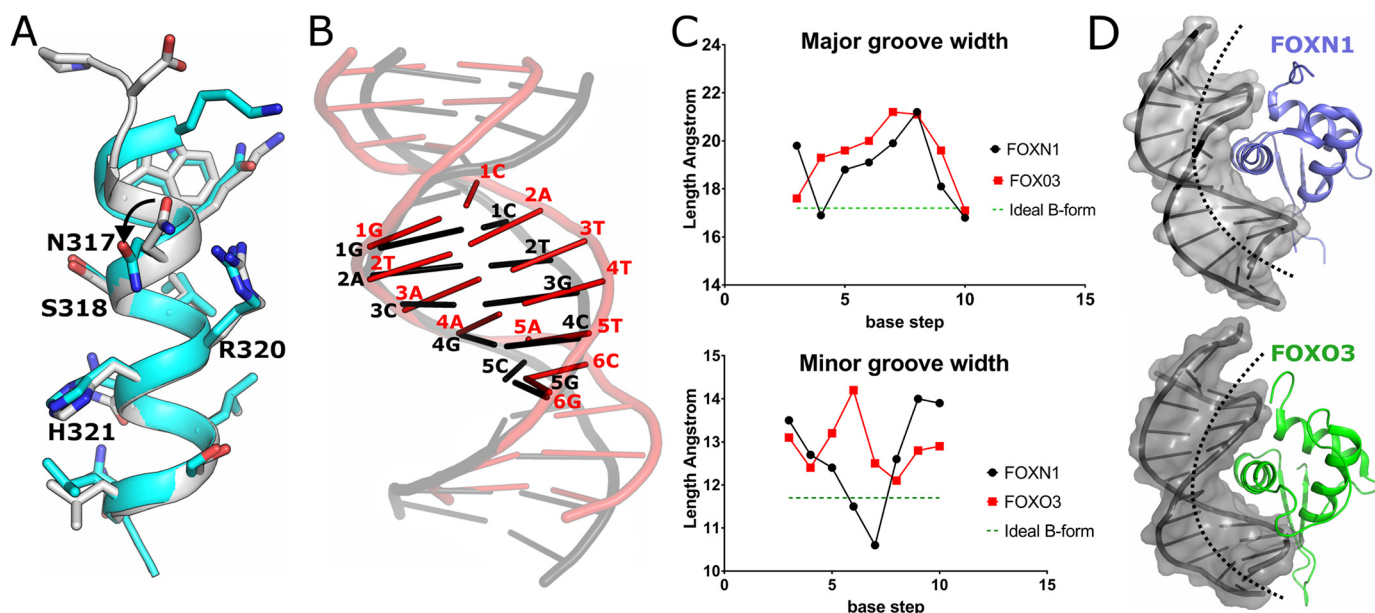 A
N317
S318
R320
H321
B
1C
2A
1C
3T
1G
1G
2T
2T
4T
2A
3A
3G
3C
4A
5A
4C
5T
4G
5C
6C
5G
6G
C
Major groove width
Length Angstrom
24
22
20
18
16
14
0
5
10
15
base step
FOXN1
FOX03
Ideal B-form
Minor groove width
Length Angstrom
15
14
13
12
11
10
0
5
10
15
base step
FOXN1
FOXO3
Ideal B-form
D
FOXN1
FOXO3